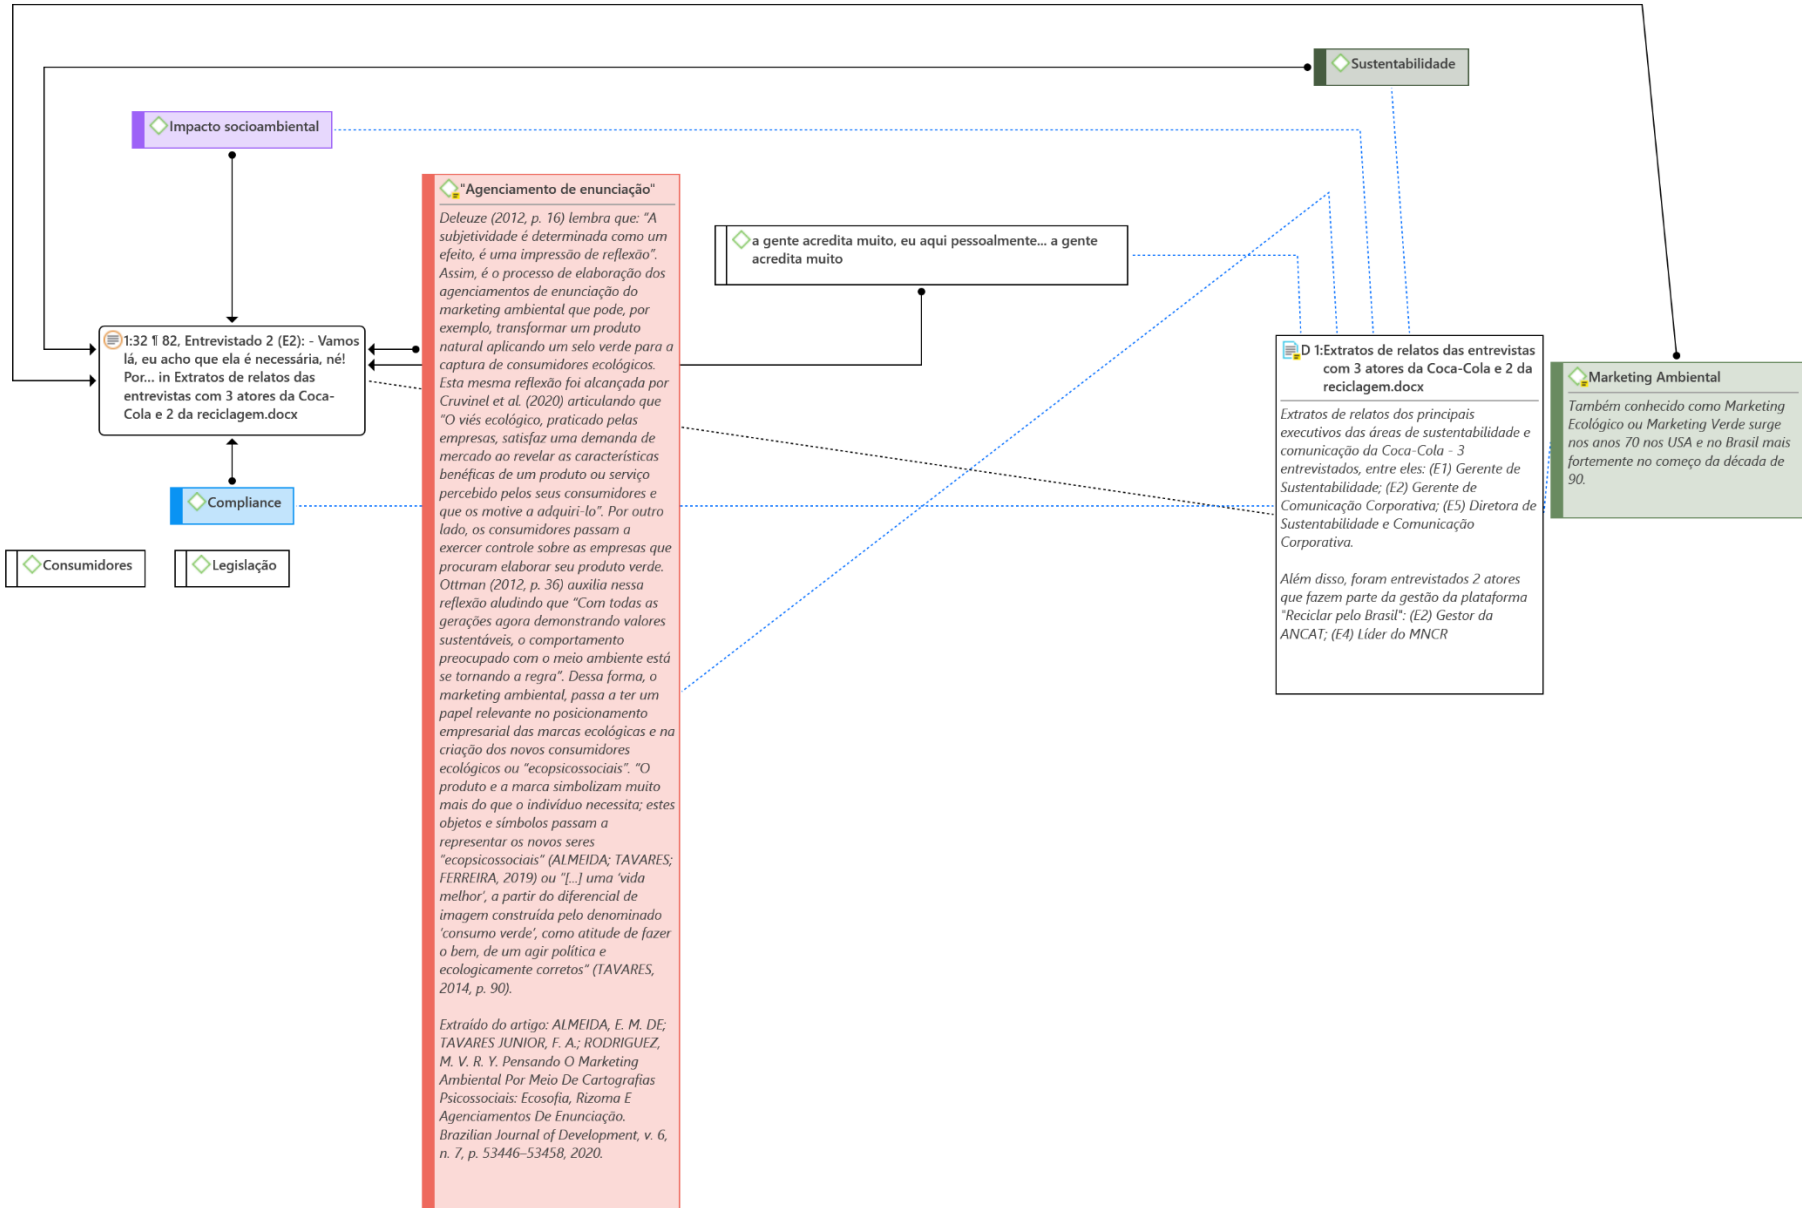 Sustentabilidade
Impacto socioambiental
"Agenciamento de enunciação"
Deleuze (2012, p. 16) lembra que: "A
subjetividade é determinada como um
efeito, é uma impressão de reflexão".
Assim, é o processo de elaboração dos
agenciamentos de enunciação do
marketing ambiental que pode, por
exemplo, transformar um produto
natural aplicando um selo verde para a
captura de consumidores ecológicos.
Esta mesma reflexão foi alcançada por
Cruvinel et al. (2020) articulando que
"O viés ecológico, praticado pelas
empresas, satisfaz uma demanda de
mercado ao revelar as características
benéficas de um produto ou serviço
percebido pelos seus consumidores e
que os motive a adquiri-lo". Por outro
lado, os consumidores passam a
exercer controle sobre as empresas que
procuram elaborar seu produto verde.
Ottman (2012, p. 36) auxilia nessa
reflexão aludindo que "Com todas as
gerações agora demonstrando valores
sustentáveis, o comportamento
preocupado com o meio ambiente está
se tornando a regra". Dessa forma, o
marketing ambiental, passa a ter um
papel relevante no posicionamento
empresarial das marcas ecológicas e na
criação dos novos consumidores
ecológicos ou "ecopsicossociais". "O
produto e a marca simbolizam muito
mais do que o indivíduo necessita; estes
objetos e símbolos passam a
representar os novos seres
"ecopsicossociais" (ALMEIDA; TAVARES;
FERREIRA, 2019) ou "[...] uma 'vida
melhor', a partir do diferencial de
imagem construída pelo denominado
'consumo verde', como atitude de fazer
o bem, de um agir política e
ecologicamente corretos" (TAVARES,
2014, p. 90).
Extraído do artigo: ALMEIDA, E. M. DE;
TAVARES JUNIOR, F. A.; RODRIGUEZ,
M. V. R. Y. Pensando O Marketing
Ambiental Por Meio De Cartografias
Psicossociais: Ecosofia, Rizoma E
Agenciamentos De Enunciação.
Brazilian Journal of Development, v. 6,
n. 7, p. 53446–53458, 2020.
a gente acredita muito, eu aqui pessoalmente... a gente
acredita muito
1:32 ¶ 82, Entrevistado 2 (E2): - Vamos
lá, eu acho que ela é necessária, né!
Por... in Extratos de relatos das
entrevistas com 3 atores da Coca-
Cola e 2 da reciclagem.docx
D 1:Extratos de relatos das entrevistas
com 3 atores da Coca-Cola e 2 da
reciclagem.docx
Extratos de relatos dos principais
executivos das áreas de sustentabilidade e
comunicação da Coca-Cola - 3
entrevistados, entre eles: (E1) Gerente de
Sustentabilidade; (E2) Gerente de
Comunicação Corporativa; (E5) Diretora de
Sustentabilidade e Comunicação
Corporativa.
Além disso, foram entrevistados 2 atores
que fazem parte da gestão da plataforma
"Reciclar pelo Brasil": (E2) Gestor da
ANCAT; (E4) Líder do MNCR
Marketing Ambiental
Também conhecido como Marketing
Ecológico ou Marketing Verde surge
nos anos 70 nos USA e no Brasil mais
fortemente no começo da década de
90.
Compliance
Consumidores
Legislação